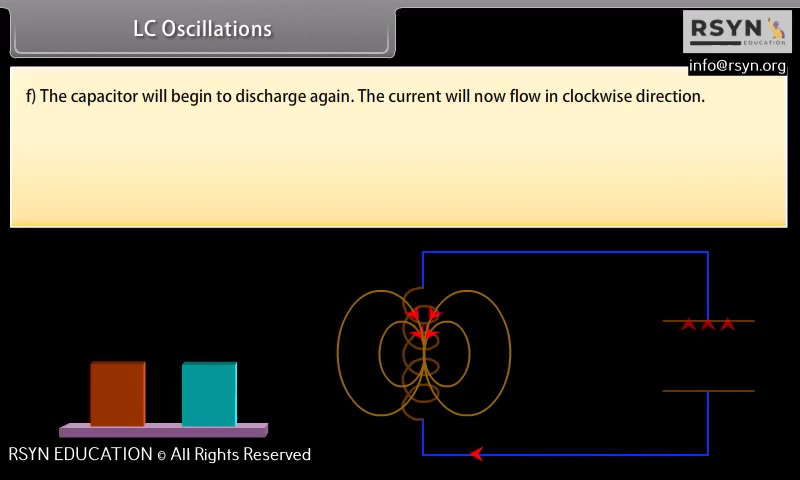 LC Oscillations
RSYN
EDUCATION
info@rsyn.org
f) The capacitor will begin to discharge again. The current will now flow in clockwise direction.
RSYN EDUCATION © All Rights Reserved